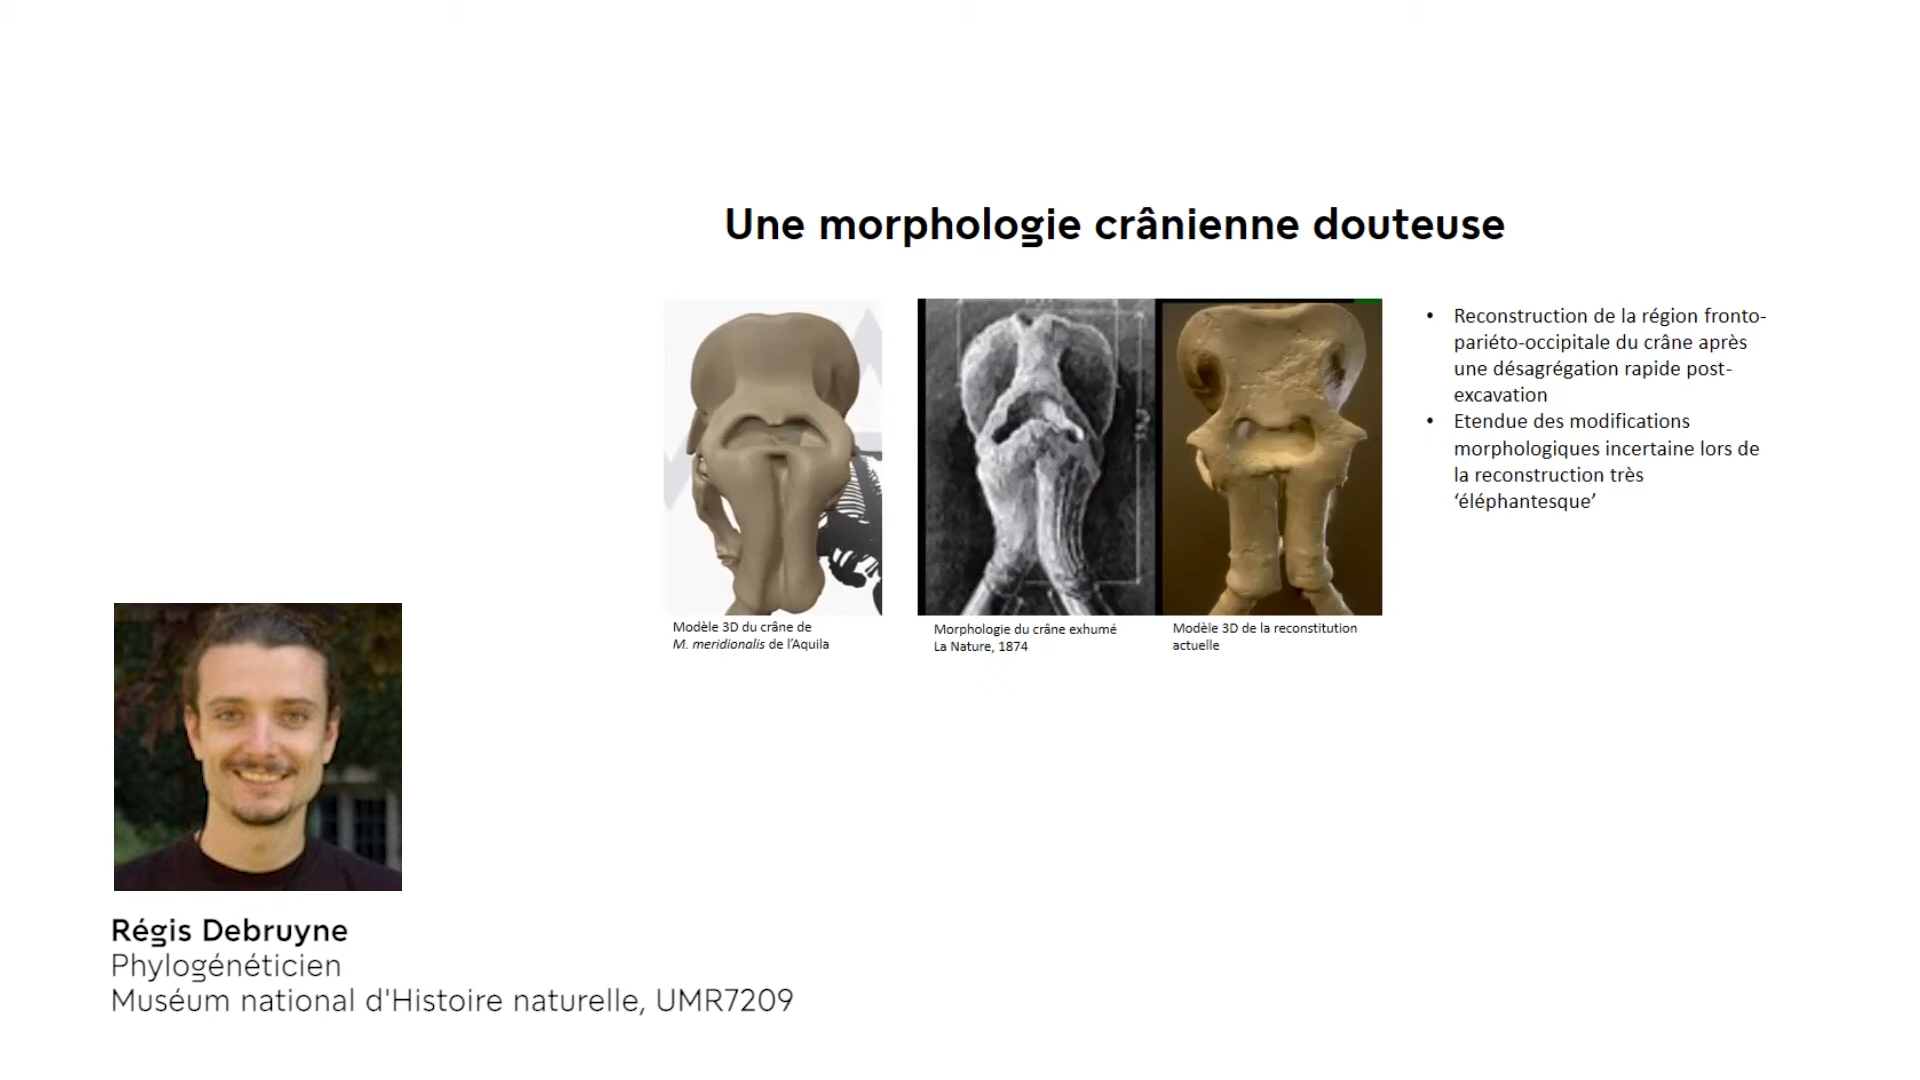 Une morphologie crânienne douteuse
• Reconstruction de la région fronto-
pariéto-occipitale du crâne après
une désagrégation rapide post-
excavation
• Etendue des modifications
morphologiques incertaine lors de
la reconstruction très
‘éléphantesque’
Modèle 3D du crâne de
M. meridionalis de l’Aquila
Morphologie du crâne exhumé
La Nature, 1874
Modèle 3D de la reconstitution
actuelle
Régis Debruyne
Phylogénéticien
Muséum national d'Histoire naturelle, UMR7209